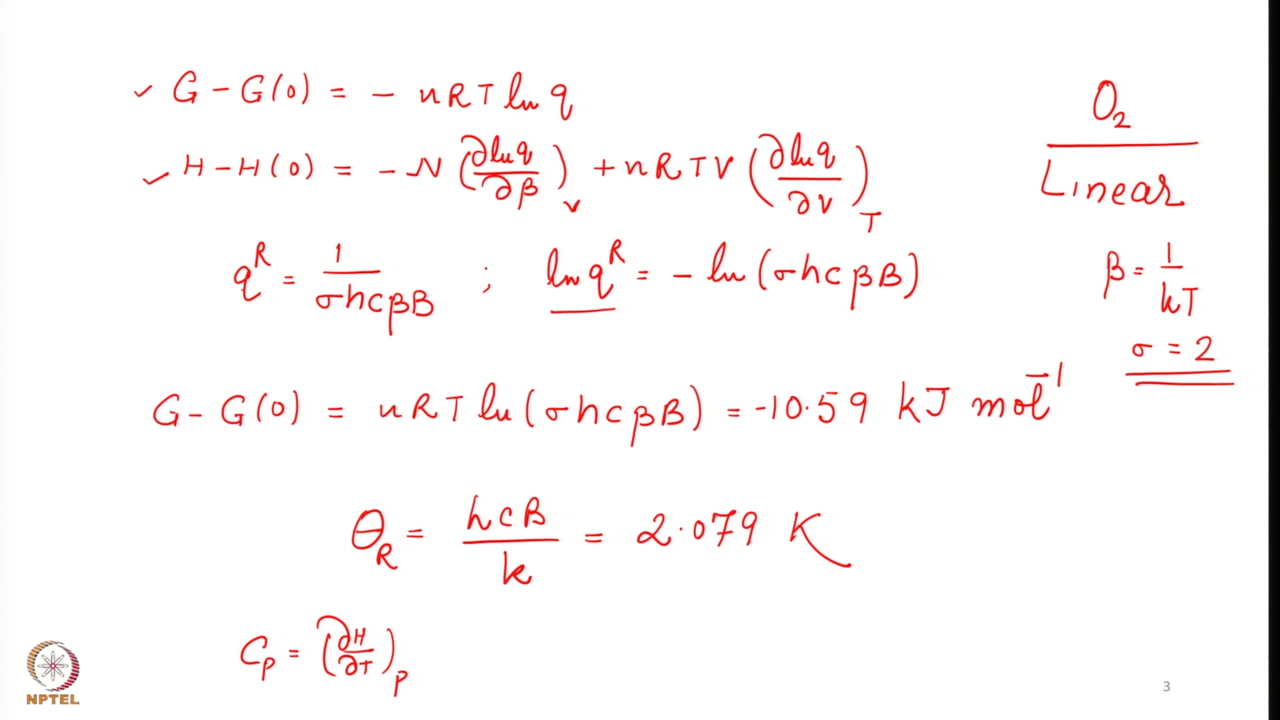 ✓ G - G(0) = - nRT ln q
O₂
✓ H - H(0) = - N (∂ln q/∂β)_V + nRTV (∂ln q/∂V)_T
Linear
q^R = 1/σhcβB ; ln q^R = - ln (σhcβB)
β = 1/kT
σ = 2
G - G(0) = nRT ln (σhcβB) = -10.59 kJ mol⁻¹
θ_R = hcB/k = 2.079 K
C_p = (∂H/∂T)_p
NPTEL
3